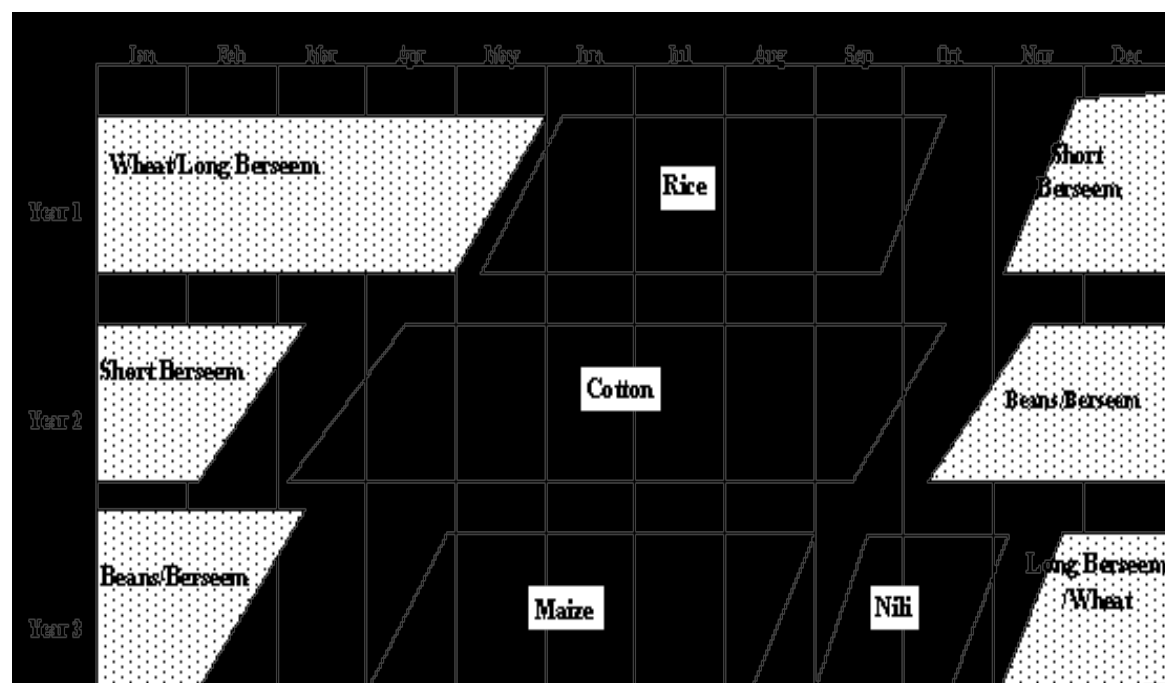 Jan Feb Mar Apr May Jun Jul Aug Sep Oct Nov Dec
Wheat/Long Berseem
Rice
Short
Berseem
Year 1
Short Berseem
Cotton
Beans/Berseem
Year 2
Beans/Berseem
Maize
Nili
Long Berseem
/Wheat
Year 3